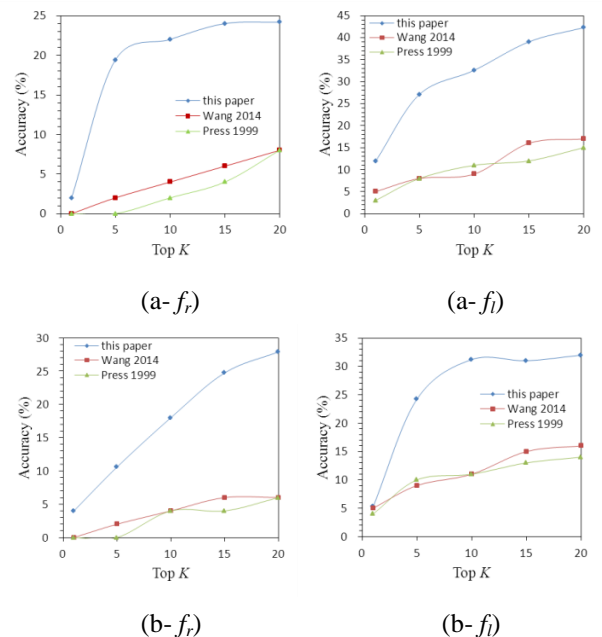 25
20
15
10
5
0
Accuracy (%)
this paper
Wang 2014
Press 1999
0 5 10 15 20
Top K
(a- fr)
45
40
35
30
25
20
15
10
5
0
Accuracy (%)
this paper
Wang 2014
Press 1999
0 5 10 15 20
Top K
(a- fl)
30
25
20
15
10
5
0
Accuracy (%)
this paper
Wang 2014
Press 1999
0 5 10 15 20
Top K
(b- fr)
35
30
25
20
15
10
5
0
Accuracy (%)
this paper
Wang 2014
Press 1999
0 5 10 15 20
Top K
(b- fl)